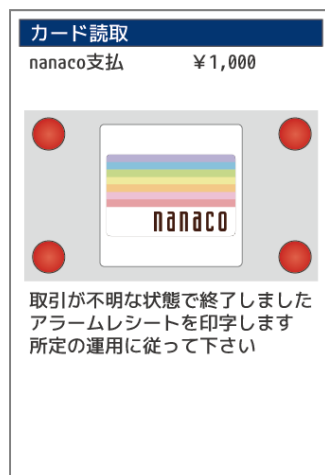 カード読取
nanaco支払 ¥1,000
nanaco
取引が不明な状態で終了しました
アラームレシートを印字します
所定の運用に従って下さい